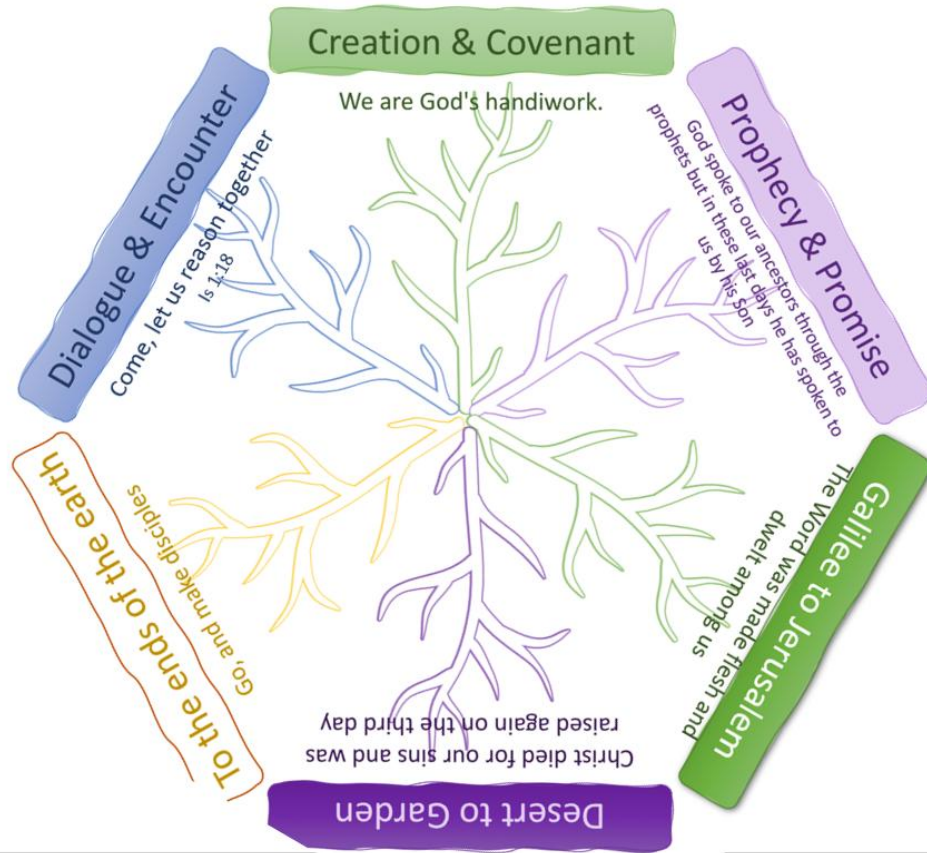 Creation & Covenant
We are God's handiwork.
Prophecy & Promise
God spoke to our ancestors through the
prophets but in these last days he has spoken to
us by his Son
Galilee to Jerusalem
The Word was made flesh and
dwelt among us
Desert to Garden
Christ died for our sins and was
raised again on the third day
To the ends of the earth
Go, and make disciples
Dialogue & Encounter
Come, let us reason together
Is 1:18